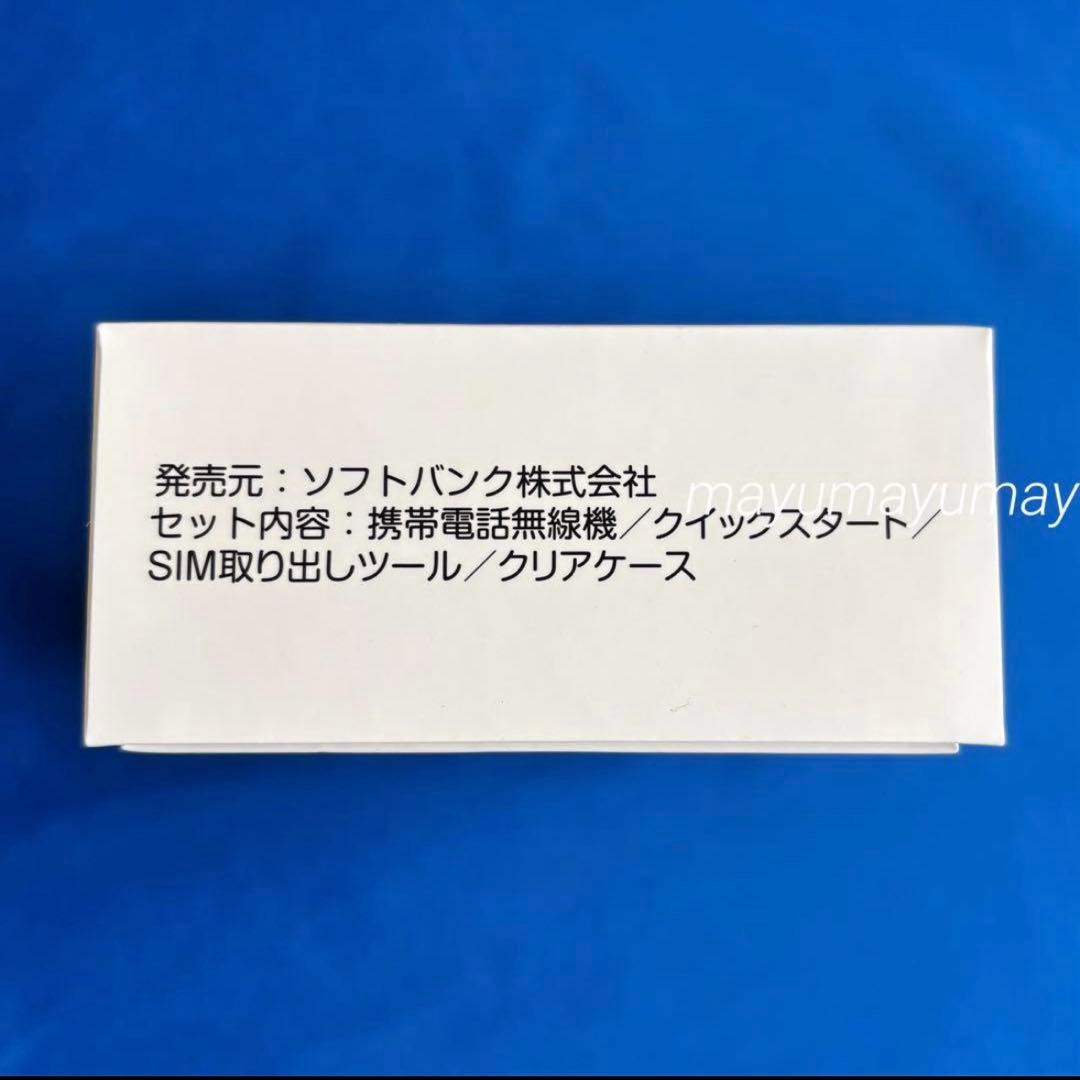 発売元：ソフトバンク株式会社
セット内容：携帯電話無線機／クイックスタート／
SIM取り出しツール／クリアケース
mayumayumay